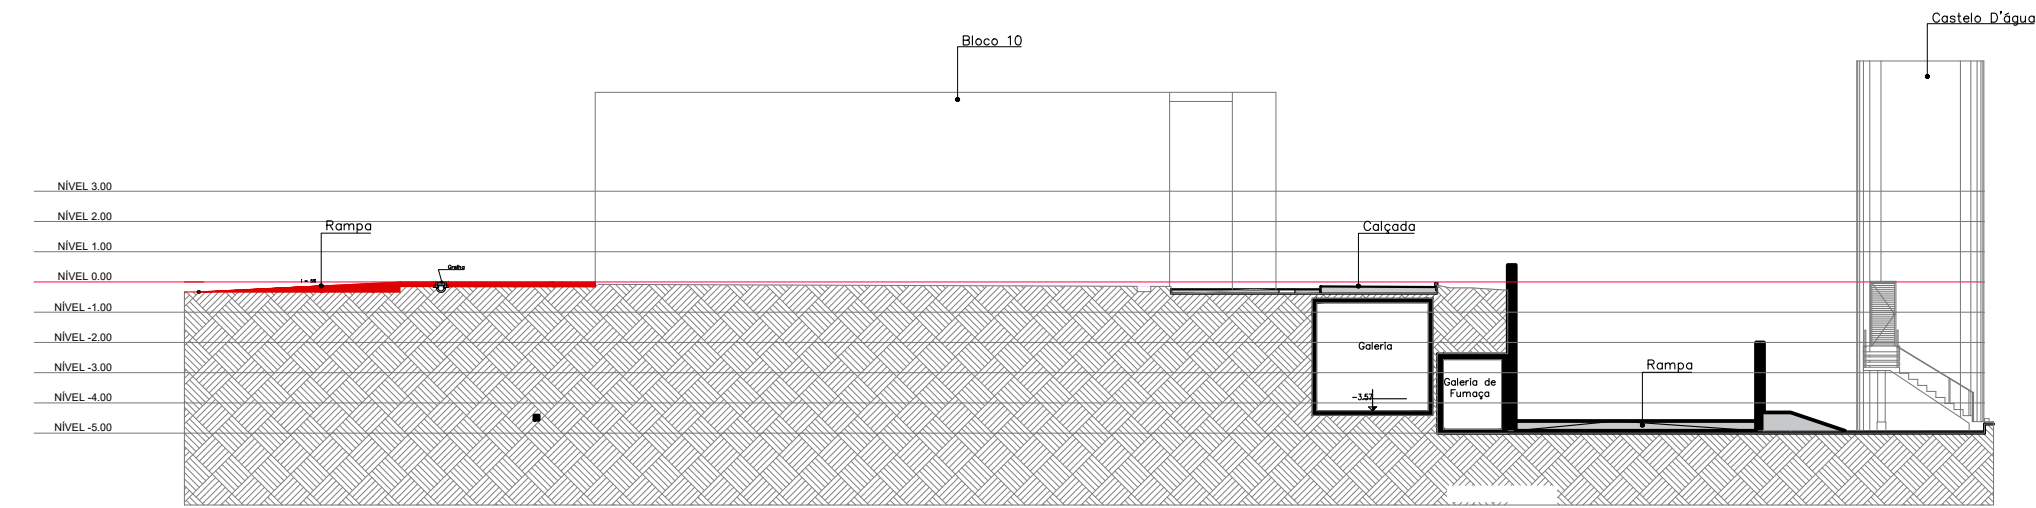 Castelo D'água
Bloco 10
NÍVEL 3.00
NÍVEL 2.00
Rampa
Calçada
NÍVEL 1.00
Grelha
NÍVEL 0.00
NÍVEL -1.00
NÍVEL -2.00
Galeria
NÍVEL -3.00
Rampa
Galeria de
Fumaça
NÍVEL -4.00
-3.57
NÍVEL -5.00